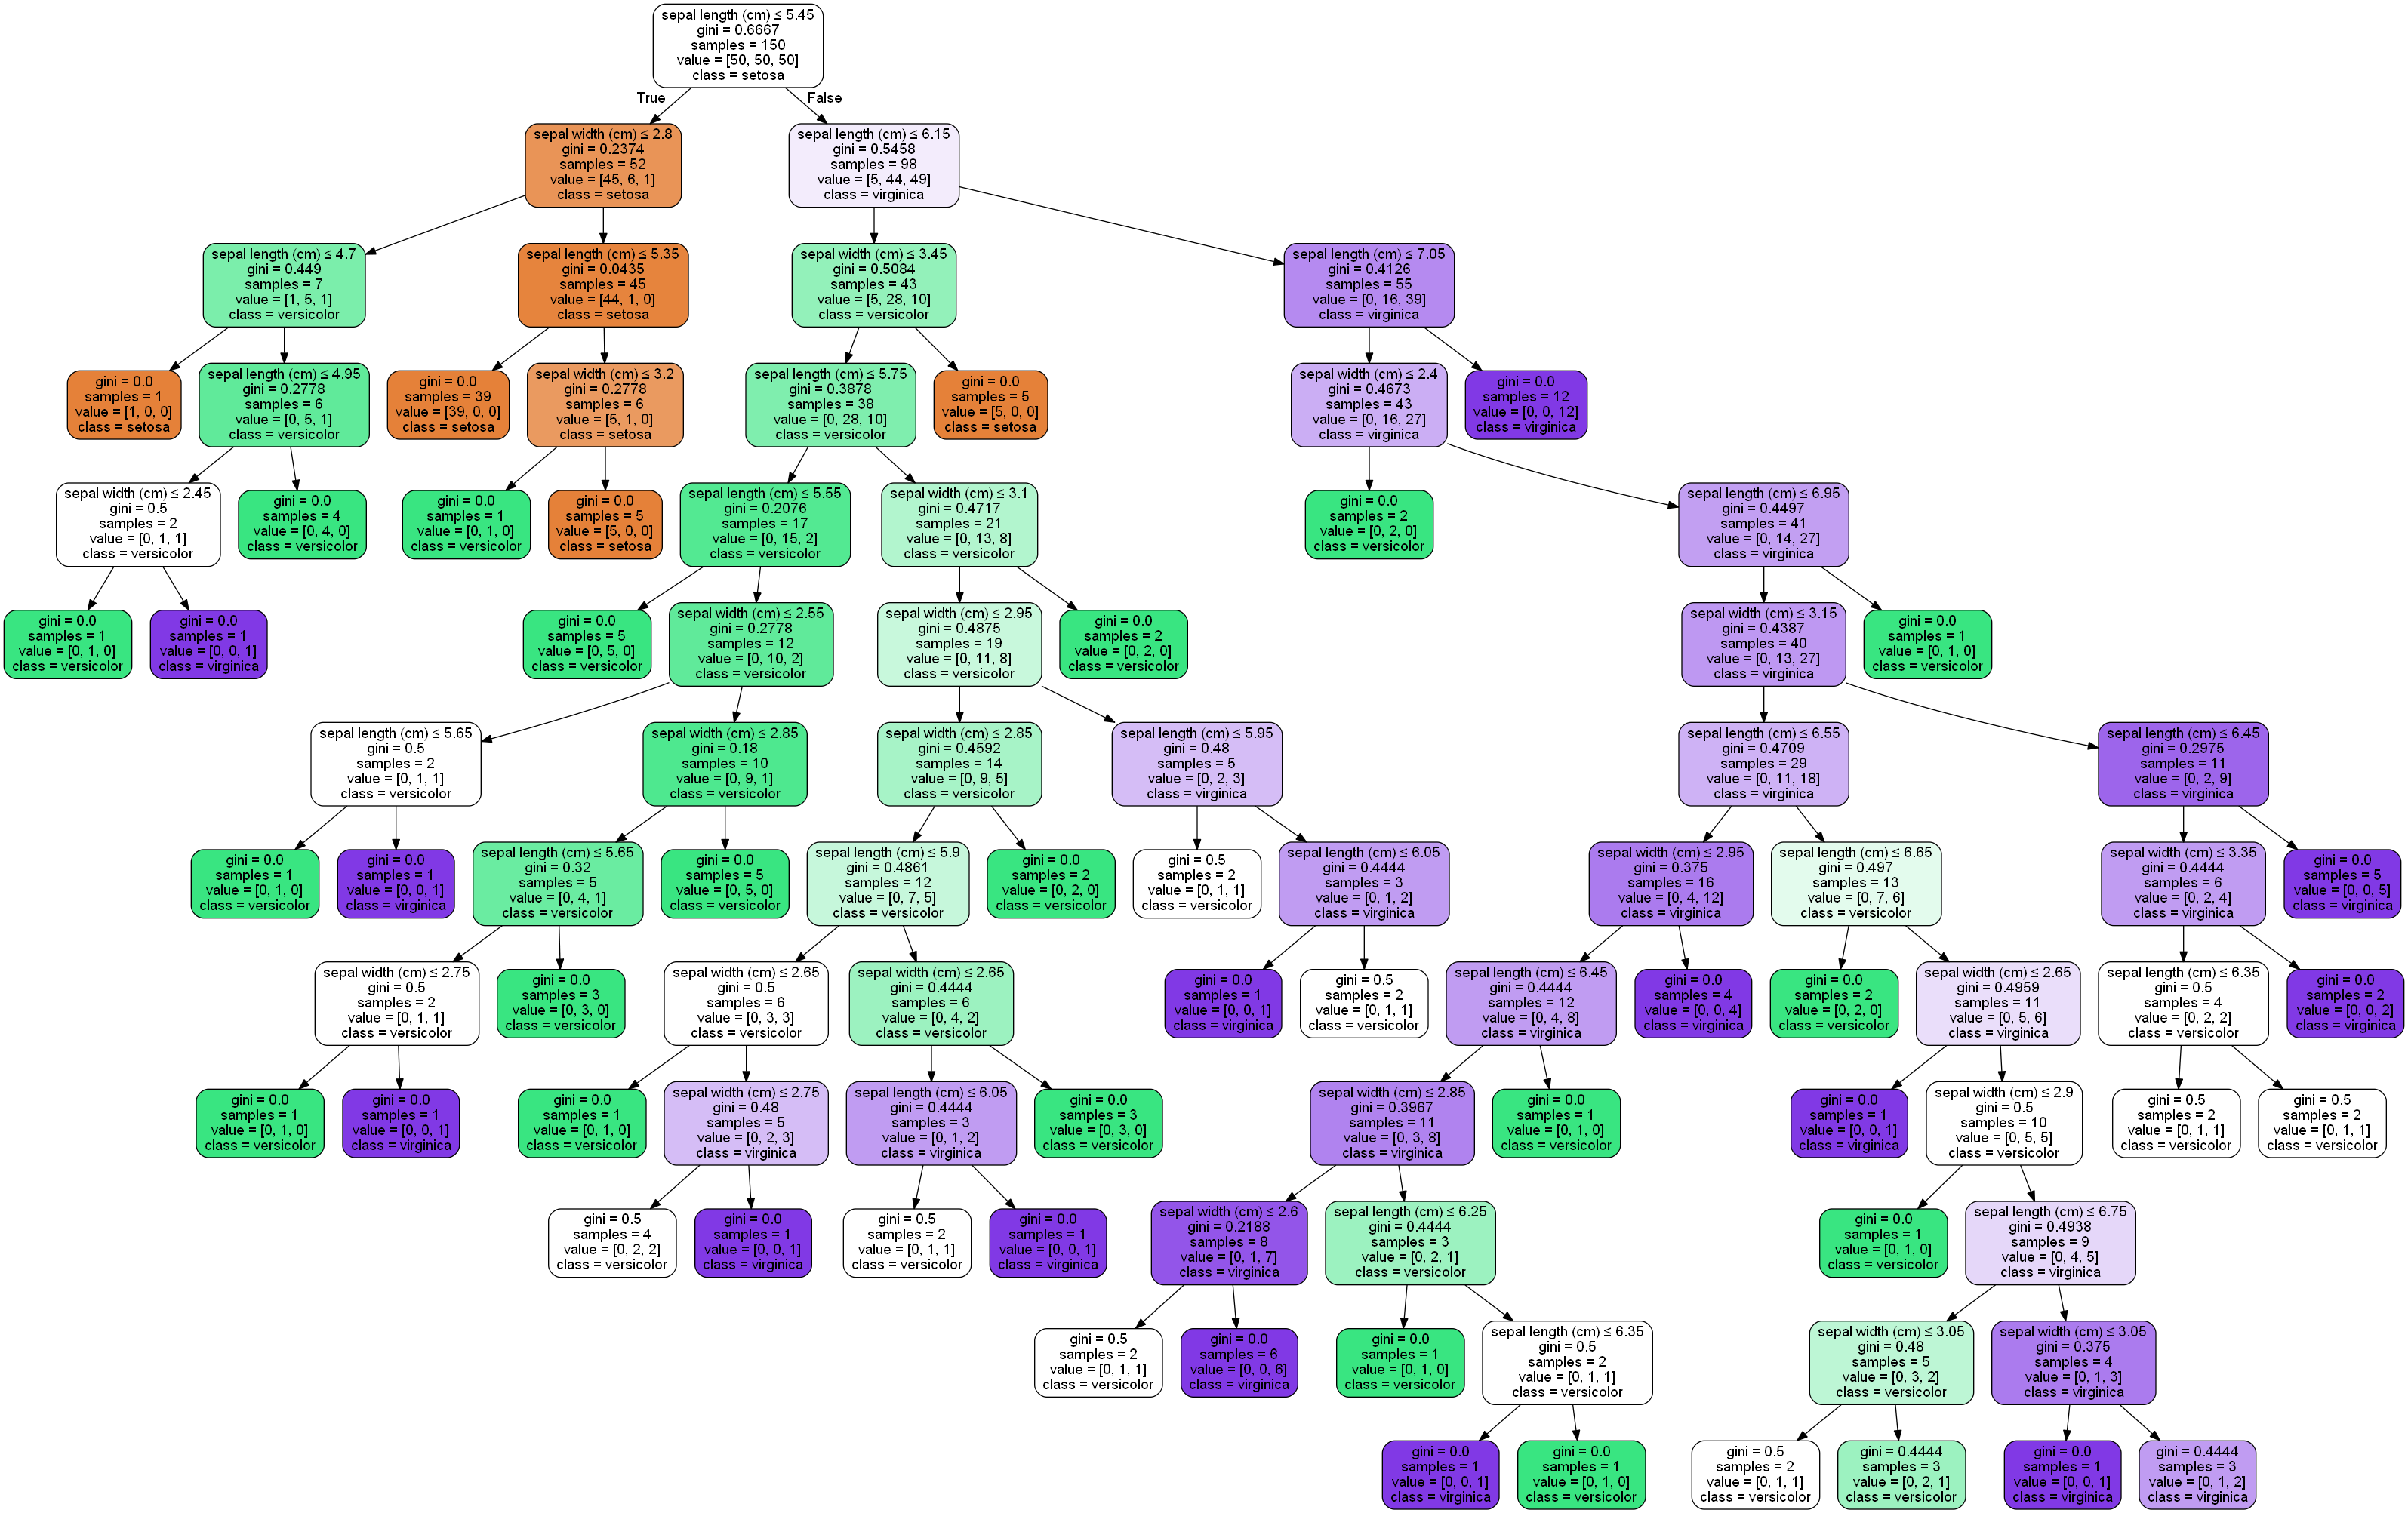 sepal length (cm) ≤ 5.45
gini = 0.6667
samples = 150
value = [50, 50, 50]
class = setosa
True
False
sepal width (cm) ≤ 2.8
gini = 0.2374
samples = 52
value = [45, 6, 1]
class = setosa
sepal length (cm) ≤ 6.15
gini = 0.5458
samples = 98
value = [5, 44, 49]
class = virginica
sepal length (cm) ≤ 4.7
gini = 0.449
samples = 7
value = [1, 5, 1]
class = versicolor
sepal length (cm) ≤ 5.35
gini = 0.0435
samples = 45
value = [44, 1, 0]
class = setosa
sepal width (cm) ≤ 3.45
gini = 0.5084
samples = 43
value = [5, 28, 10]
class = versicolor
sepal length (cm) ≤ 7.05
gini = 0.4126
samples = 55
value = [0, 16, 39]
class = virginica
gini = 0.0
samples = 1
value = [1, 0, 0]
class = setosa
sepal length (cm) ≤ 4.95
gini = 0.2778
samples = 6
value = [0, 5, 1]
class = versicolor
gini = 0.0
samples = 39
value = [39, 0, 0]
class = setosa
sepal width (cm) ≤ 3.2
gini = 0.2778
samples = 6
value = [5, 1, 0]
class = setosa
sepal length (cm) ≤ 5.75
gini = 0.3878
samples = 38
value = [0, 28, 10]
class = versicolor
gini = 0.0
samples = 5
value = [5, 0, 0]
class = setosa
sepal width (cm) ≤ 2.4
gini = 0.4673
samples = 43
value = [0, 16, 27]
class = virginica
gini = 0.0
samples = 12
value = [0, 0, 12]
class = virginica
sepal width (cm) ≤ 2.45
gini = 0.5
samples = 2
value = [0, 1, 1]
class = versicolor
gini = 0.0
samples = 4
value = [0, 4, 0]
class = versicolor
gini = 0.0
samples = 1
value = [0, 1, 0]
class = versicolor
gini = 0.0
samples = 5
value = [5, 0, 0]
class = setosa
sepal length (cm) ≤ 5.55
gini = 0.2076
samples = 17
value = [0, 15, 2]
class = versicolor
sepal width (cm) ≤ 3.1
gini = 0.4717
samples = 21
value = [0, 13, 8]
class = versicolor
gini = 0.0
samples = 2
value = [0, 2, 0]
class = versicolor
sepal length (cm) ≤ 6.95
gini = 0.4497
samples = 41
value = [0, 14, 27]
class = virginica
gini = 0.0
samples = 1
value = [0, 1, 0]
class = versicolor
gini = 0.0
samples = 1
value = [0, 0, 1]
class = virginica
gini = 0.0
samples = 5
value = [0, 5, 0]
class = versicolor
sepal width (cm) ≤ 2.55
gini = 0.2778
samples = 12
value = [0, 10, 2]
class = versicolor
sepal width (cm) ≤ 2.95
gini = 0.4875
samples = 19
value = [0, 11, 8]
class = versicolor
gini = 0.0
samples = 2
value = [0, 2, 0]
class = versicolor
sepal width (cm) ≤ 3.15
gini = 0.4387
samples = 40
value = [0, 13, 27]
class = virginica
gini = 0.0
samples = 1
value = [0, 1, 0]
class = versicolor
sepal length (cm) ≤ 5.65
gini = 0.5
samples = 2
value = [0, 1, 1]
class = versicolor
sepal width (cm) ≤ 2.85
gini = 0.18
samples = 10
value = [0, 9, 1]
class = versicolor
sepal width (cm) ≤ 2.85
gini = 0.4592
samples = 14
value = [0, 9, 5]
class = versicolor
sepal length (cm) ≤ 5.95
gini = 0.48
samples = 5
value = [0, 2, 3]
class = virginica
sepal length (cm) ≤ 6.55
gini = 0.4709
samples = 29
value = [0, 11, 18]
class = virginica
sepal length (cm) ≤ 6.45
gini = 0.2975
samples = 11
value = [0, 2, 9]
class = virginica
gini = 0.0
samples = 1
value = [0, 1, 0]
class = versicolor
gini = 0.0
samples = 1
value = [0, 0, 1]
class = virginica
sepal length (cm) ≤ 5.65
gini = 0.32
samples = 5
value = [0, 4, 1]
class = versicolor
gini = 0.0
samples = 5
value = [0, 5, 0]
class = versicolor
sepal length (cm) ≤ 5.9
gini = 0.4861
samples = 12
value = [0, 7, 5]
class = versicolor
gini = 0.0
samples = 2
value = [0, 2, 0]
class = versicolor
gini = 0.5
samples = 2
value = [0, 1, 1]
class = versicolor
sepal length (cm) ≤ 6.05
gini = 0.4444
samples = 3
value = [0, 1, 2]
class = virginica
sepal width (cm) ≤ 2.95
gini = 0.375
samples = 16
value = [0, 4, 12]
class = virginica
sepal length (cm) ≤ 6.65
gini = 0.497
samples = 13
value = [0, 7, 6]
class = versicolor
sepal width (cm) ≤ 3.35
gini = 0.4444
samples = 6
value = [0, 2, 4]
class = virginica
gini = 0.0
samples = 5
value = [0, 0, 5]
class = virginica
sepal width (cm) ≤ 2.75
gini = 0.5
samples = 2
value = [0, 1, 1]
class = versicolor
gini = 0.0
samples = 3
value = [0, 3, 0]
class = versicolor
sepal width (cm) ≤ 2.65
gini = 0.5
samples = 6
value = [0, 3, 3]
class = versicolor
sepal width (cm) ≤ 2.65
gini = 0.4444
samples = 6
value = [0, 4, 2]
class = versicolor
gini = 0.0
samples = 1
value = [0, 0, 1]
class = virginica
gini = 0.5
samples = 2
value = [0, 1, 1]
class = versicolor
sepal length (cm) ≤ 6.45
gini = 0.4444
samples = 12
value = [0, 4, 8]
class = virginica
gini = 0.0
samples = 4
value = [0, 0, 4]
class = virginica
gini = 0.0
samples = 2
value = [0, 2, 0]
class = versicolor
sepal width (cm) ≤ 2.65
gini = 0.4959
samples = 11
value = [0, 5, 6]
class = virginica
sepal length (cm) ≤ 6.35
gini = 0.5
samples = 4
value = [0, 2, 2]
class = versicolor
gini = 0.0
samples = 2
value = [0, 0, 2]
class = virginica
gini = 0.0
samples = 1
value = [0, 1, 0]
class = versicolor
gini = 0.0
samples = 1
value = [0, 0, 1]
class = virginica
gini = 0.0
samples = 1
value = [0, 1, 0]
class = versicolor
sepal width (cm) ≤ 2.75
gini = 0.48
samples = 5
value = [0, 2, 3]
class = virginica
sepal length (cm) ≤ 6.05
gini = 0.4444
samples = 3
value = [0, 1, 2]
class = virginica
gini = 0.0
samples = 3
value = [0, 3, 0]
class = versicolor
sepal width (cm) ≤ 2.85
gini = 0.3967
samples = 11
value = [0, 3, 8]
class = virginica
gini = 0.0
samples = 1
value = [0, 1, 0]
class = versicolor
gini = 0.0
samples = 1
value = [0, 0, 1]
class = virginica
sepal width (cm) ≤ 2.9
gini = 0.5
samples = 10
value = [0, 5, 5]
class = versicolor
gini = 0.5
samples = 2
value = [0, 1, 1]
class = versicolor
gini = 0.5
samples = 2
value = [0, 1, 1]
class = versicolor
gini = 0.5
samples = 4
value = [0, 2, 2]
class = versicolor
gini = 0.0
samples = 1
value = [0, 0, 1]
class = virginica
gini = 0.5
samples = 2
value = [0, 1, 1]
class = versicolor
gini = 0.0
samples = 1
value = [0, 0, 1]
class = virginica
sepal width (cm) ≤ 2.6
gini = 0.2188
samples = 8
value = [0, 1, 7]
class = virginica
sepal length (cm) ≤ 6.25
gini = 0.4444
samples = 3
value = [0, 2, 1]
class = versicolor
gini = 0.0
samples = 1
value = [0, 1, 0]
class = versicolor
sepal length (cm) ≤ 6.75
gini = 0.4938
samples = 9
value = [0, 4, 5]
class = virginica
gini = 0.5
samples = 2
value = [0, 1, 1]
class = versicolor
gini = 0.0
samples = 6
value = [0, 0, 6]
class = virginica
gini = 0.0
samples = 1
value = [0, 1, 0]
class = versicolor
sepal length (cm) ≤ 6.35
gini = 0.5
samples = 2
value = [0, 1, 1]
class = versicolor
sepal width (cm) ≤ 3.05
gini = 0.48
samples = 5
value = [0, 3, 2]
class = versicolor
sepal width (cm) ≤ 3.05
gini = 0.375
samples = 4
value = [0, 1, 3]
class = virginica
gini = 0.0
samples = 1
value = [0, 0, 1]
class = virginica
gini = 0.0
samples = 1
value = [0, 1, 0]
class = versicolor
gini = 0.5
samples = 2
value = [0, 1, 1]
class = versicolor
gini = 0.4444
samples = 3
value = [0, 2, 1]
class = versicolor
gini = 0.0
samples = 1
value = [0, 0, 1]
class = virginica
gini = 0.4444
samples = 3
value = [0, 1, 2]
class = virginica